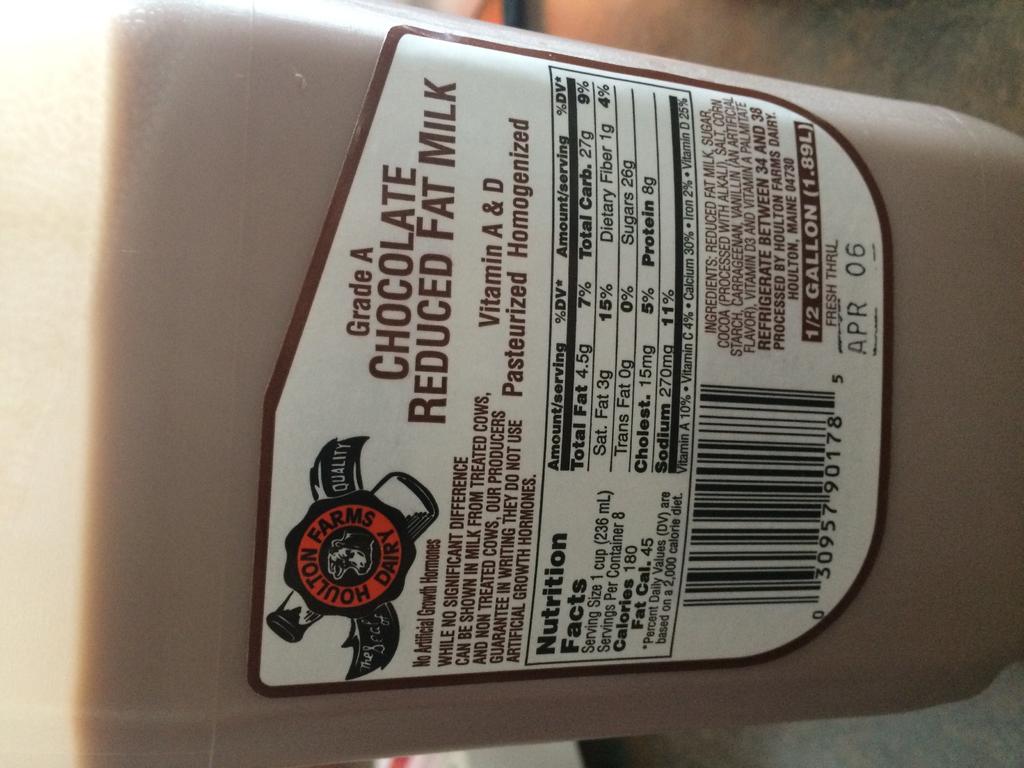 Grade A
CHOCOLATE
REDUCED FAT MILK
Vitamin A & D
Pasteurized Homogenized
HOULTON FARMS
DAIRY
QUALITY
No Artificial Growth Hormones
WHILE NO SIGNIFICANT DIFFERENCE
CAN BE SHOWN IN MILK FROM TREATED COWS,
AND NON TREATED COWS, OUR PRODUCERS
GUARANTEE IN WRITING THEY DO NOT USE
ARTIFICIAL GROWTH HORMONES.
Nutrition
Facts
Serving Size 1 cup (236 mL)
Servings Per Container 8
Calories 180
Fat Cal. 45
*Percent Daily Values (DV) are
based on a 2,000 calorie diet.
Amount/serving %DV* Amount/serving %DV*
Total Fat 4.5g 7% Total Carb. 27g 9%
Sat. Fat 3g 15% Dietary Fiber 1g 4%
Trans Fat 0g 0% Sugars 26g
Cholest. 15mg 5% Protein 8g
Sodium 270mg 11%
Vitamin A 10% • Vitamin C 4% • Calcium 30% • Iron 2% • Vitamin D 25%
INGREDIENTS: REDUCED FAT MILK, SUGAR,
COCOA (PROCESSED WITH ALKALI), SALT, CORN
STARCH, CARRAGEENAN, VANILLIN (AN ARTIFICIAL
FLAVOR), VITAMIN D3 AND VITAMIN A PALMITATE
REFRIGERATE BETWEEN 34 AND 38
PROCESSED BY HOULTON FARMS DAIRY.
HOULTON, MAINE 04730
1/2 GALLON (1.89L)
FRESH THRU
APR 06
0 30957 90178 5